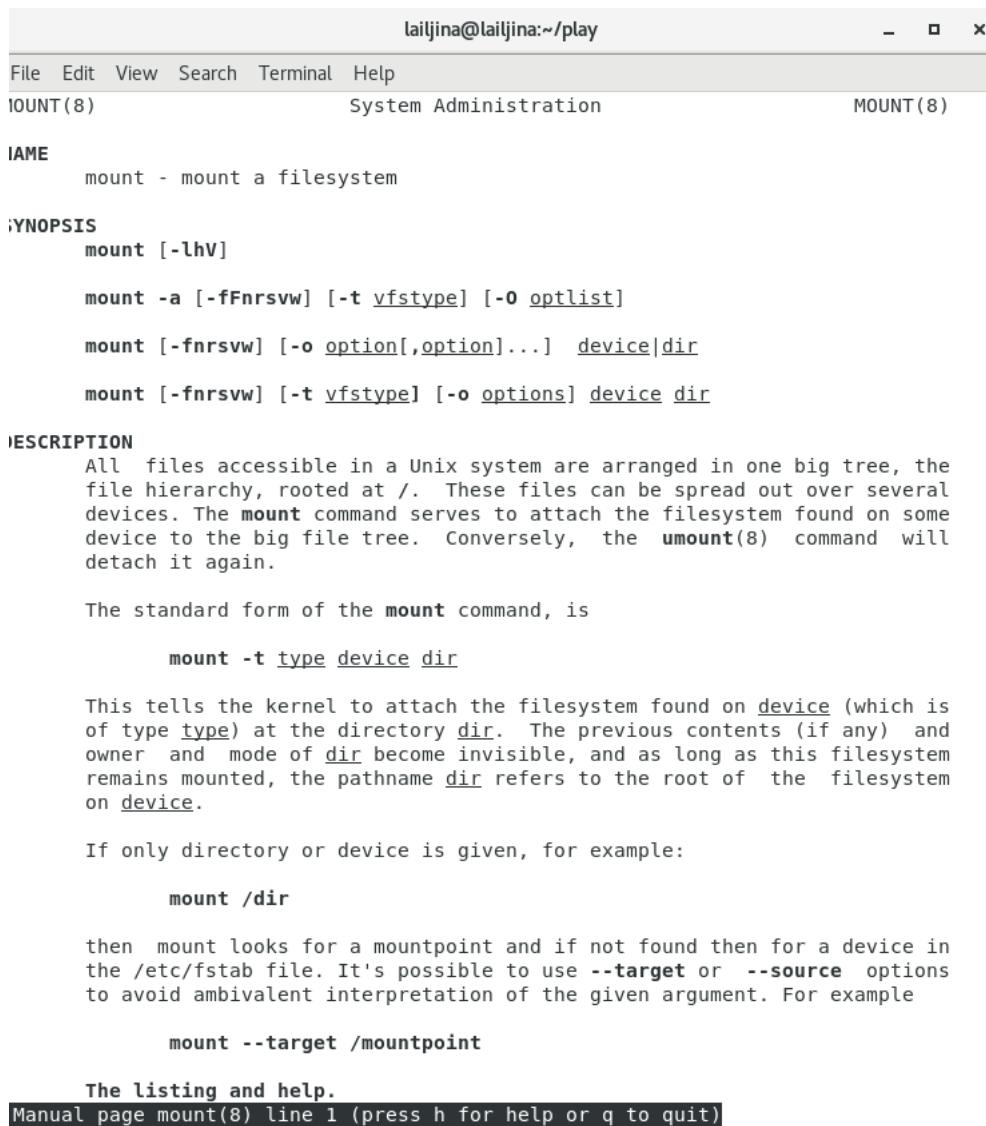 lailjina@lailjina:~/play
File Edit View Search Terminal Help
MOUNT(8) System Administration MOUNT(8)
NAME
mount - mount a filesystem
SYNOPSIS
mount [-lhV]
mount -a [-fFnrsvw] [-t vfstype] [-O optlist]
mount [-fnrsvw] [-o option[,option]...] device|dir
mount [-fnrsvw] [-t vfstype] [-o options] device dir
DESCRIPTION
All files accessible in a Unix system are arranged in one big tree, the
file hierarchy, rooted at /. These files can be spread out over several
devices. The mount command serves to attach the filesystem found on some
device to the big file tree. Conversely, the umount(8) command will
detach it again.
The standard form of the mount command, is
mount -t type device dir
This tells the kernel to attach the filesystem found on device (which is
of type type) at the directory dir. The previous contents (if any) and
owner and mode of dir become invisible, and as long as this filesystem
remains mounted, the pathname dir refers to the root of the filesystem
on device.
If only directory or device is given, for example:
mount /dir
then mount looks for a mountpoint and if not found then for a device in
the /etc/fstab file. It's possible to use --target or --source options
to avoid ambivalent interpretation of the given argument. For example
mount --target /mountpoint
The listing and help.
Manual page mount(8) line 1 (press h for help or q to quit)